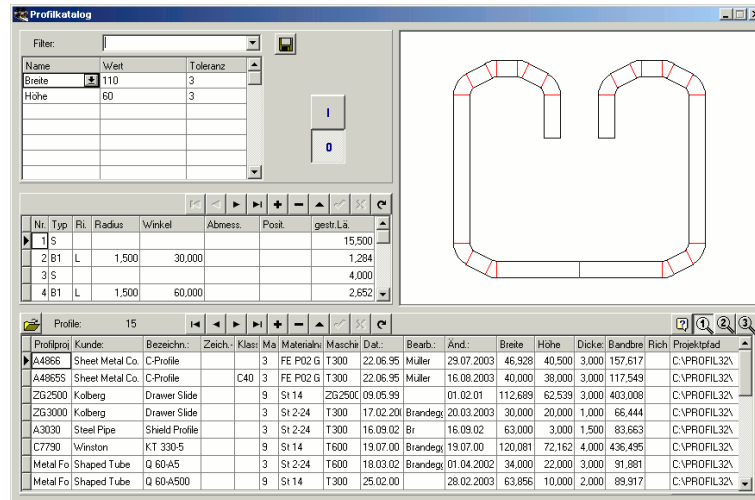 Profilkatalog
Filter:
Name Wert Toleranz
Breite 110 3
Höhe 60 3
I
0
Nr. Typ Ri. Radius Winkel Abmess. Posit. gestr.Lä.
1 S 15,500
2 B1 L 1,500 30,000 1,284
3 S 4,000
4 B1 L 1,500 60,000 2,652
Profile: 15
1 2 3
Profilproj Kunde: Bezeichn.: Zeich.- Klass Ma Materialna Maschir Dat.: Bearb.: Änd.: Breite Höhe Dicke: Bandbre Rich Projektpfad
A4866 Sheet Metal Co. C-Profile 3 FE P02 G T300 22.06.95 Müller 29.07.2003 46,928 40,500 3,000 157,617 C:\PROFIL32\
A4865S Sheet Metal Co. C-Profile C40 3 FE P02 G T300 22.06.95 Müller 16.08.2003 40,000 38,000 3,000 117,549 C:\PROFIL32\
ZG2500 Kolberg Drawer Slide 9 St 14 ZG2500 09.05.99 01.02.01 112,689 62,539 3,000 403,008 C:\PROFIL32\
ZG3000 Kolberg Drawer Slide 3 St 2-24 T300 17.02.200 Brandegg 20.03.2003 30,000 20,000 1,000 66,444 C:\PROFIL32\
A3030 Steel Pipe Shield Profile 3 St 2-24 T300 16.09.02 Br 16.09.02 63,000 3,000 1,500 83,663 C:\PROFIL32\
C7790 Winston KT 330-5 9 St 14 T600 19.07.00 Brandegg 19.07.00 120,081 72,162 4,000 436,495 C:\PROFIL32\
Metal Fo Shaped Tube Q 60-A5 3 St 2-24 T600 18.03.02 Brandegg 01.04.2002 34,000 22,000 3,000 91,881 C:\PROFIL32\
Metal Fo Shaped Tube Q 60-A500 9 St 14 T300 25.02.00 28.02.2003 63,856 10,000 2,000 89,917 C:\PROFIL32\